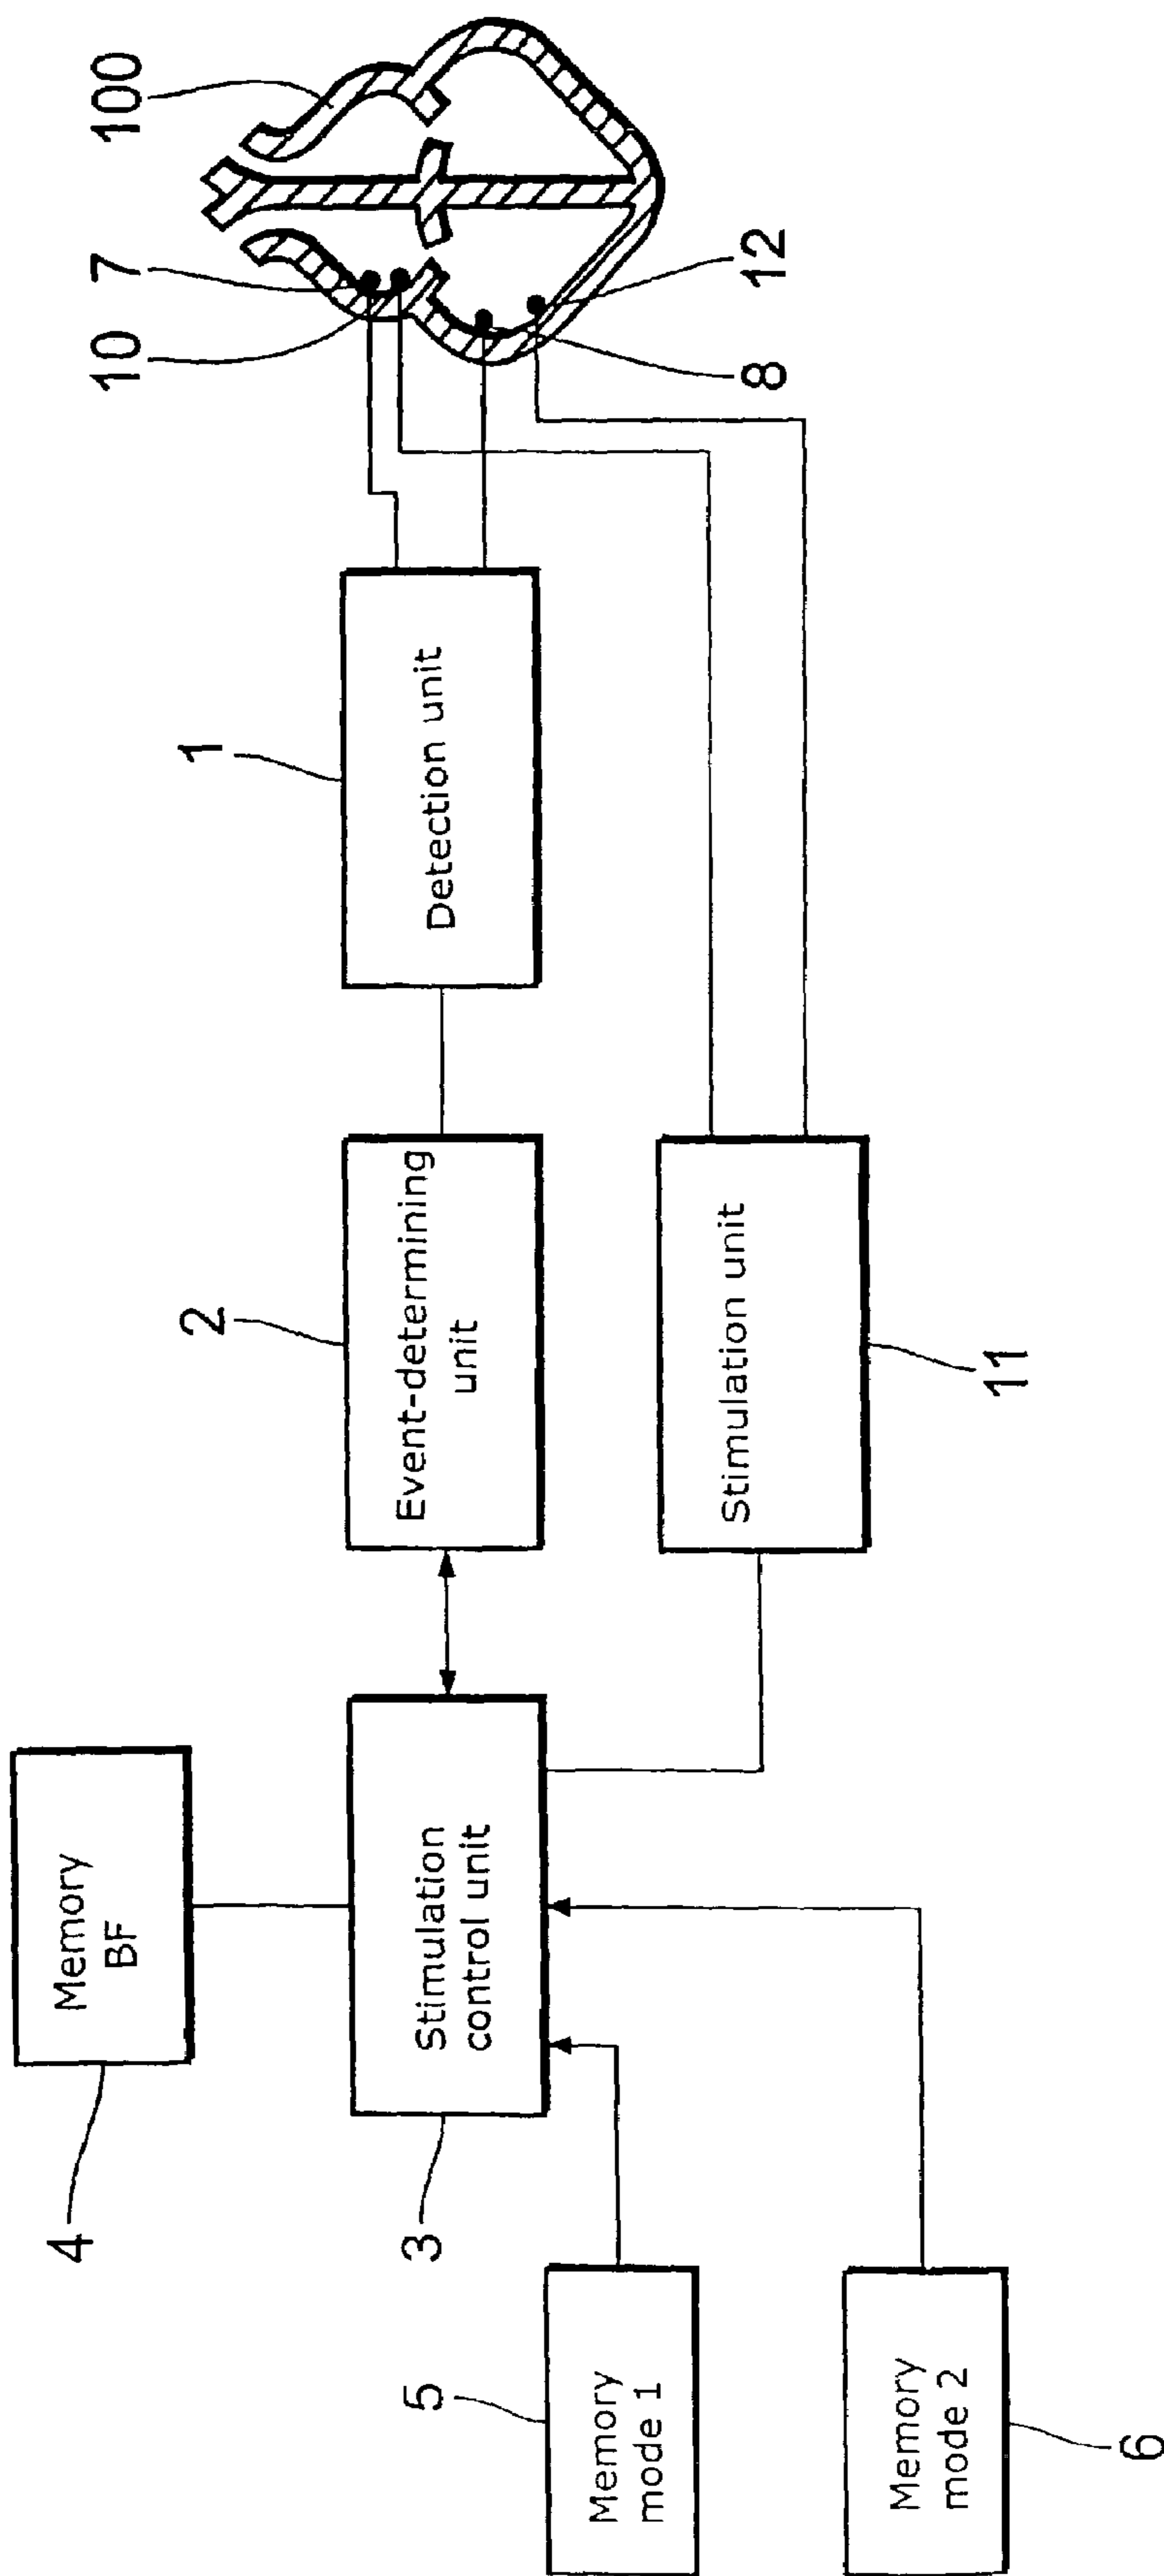 4
Memory
BF
3
Stimulation
control unit
5
Memory
mode 1
6
Memory
mode 2
2
Event-determining
unit
11
Stimulation unit
1
Detection unit
10
7
100
8
12